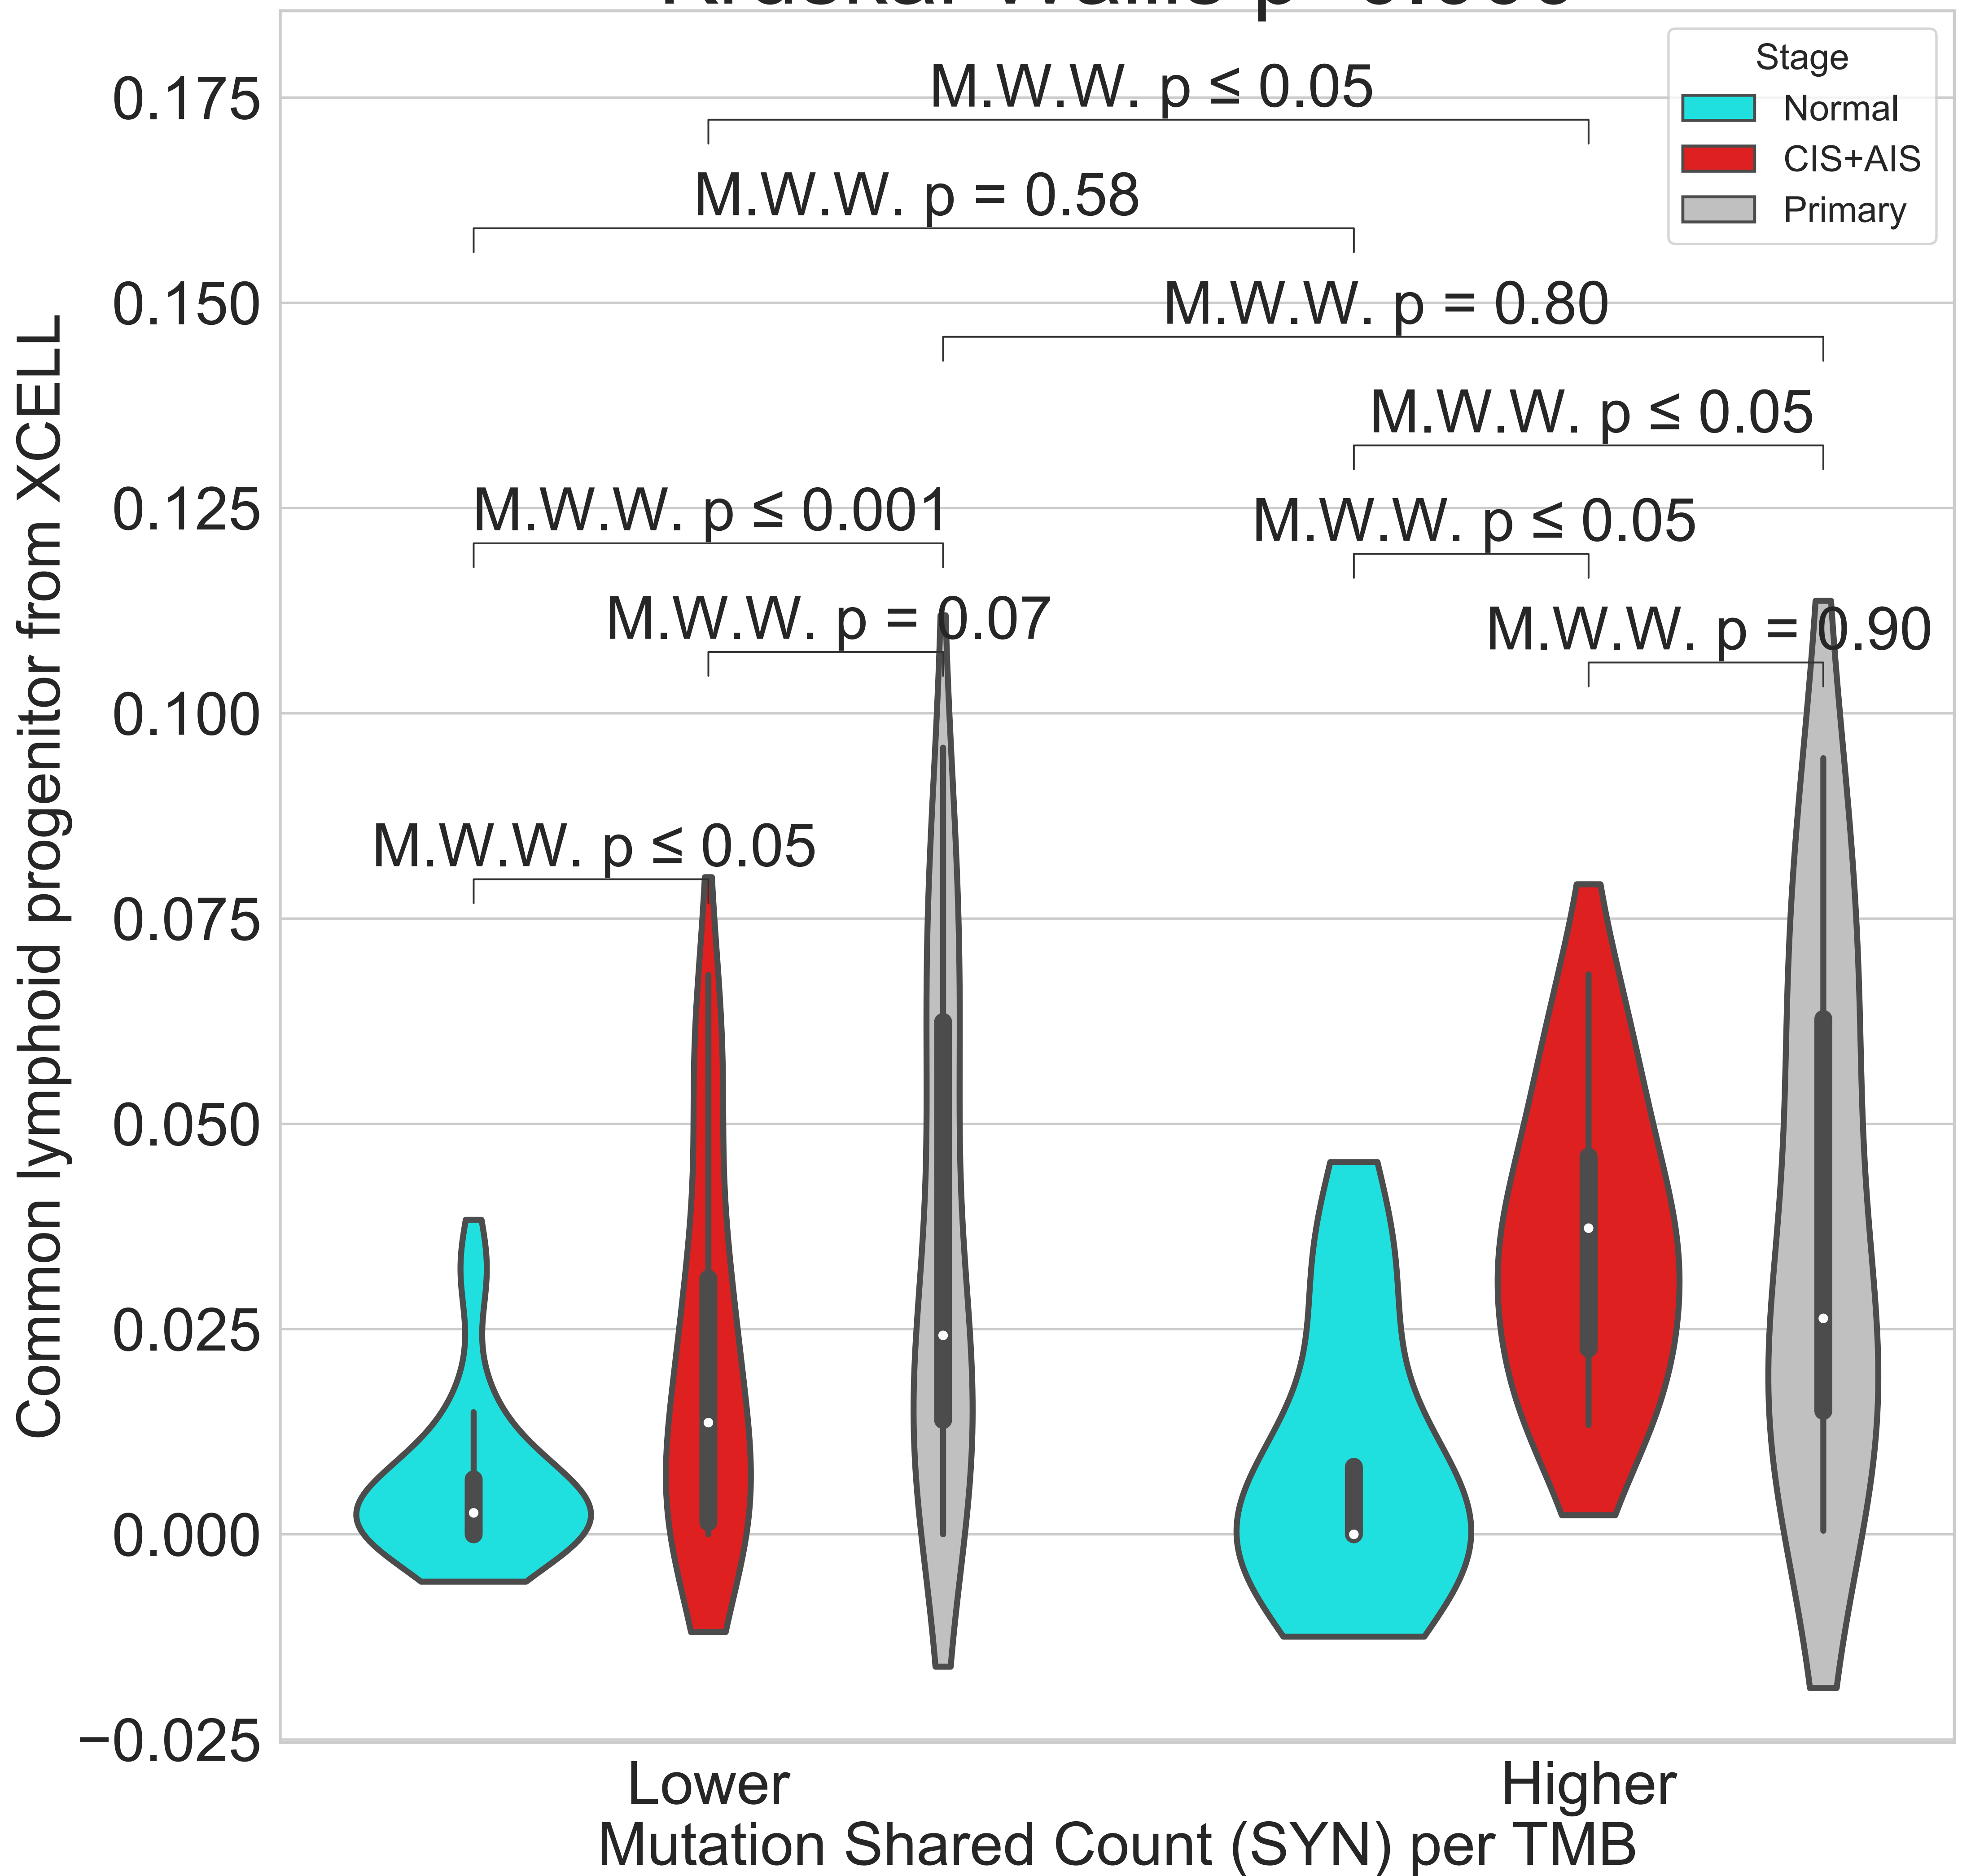 Stage
Normal
CIS+AIS
Primary
M.W.W. p ≤ 0.05
M.W.W. p = 0.58
M.W.W. p = 0.80
M.W.W. p ≤ 0.05
M.W.W. p ≤ 0.001
M.W.W. p ≤ 0.05
M.W.W. p = 0.07
M.W.W. p = 0.90
M.W.W. p ≤ 0.05
0.175
0.150
0.125
0.100
0.075
0.050
0.025
0.000
−0.025
Common lymphoid progenitor from XCELL
Lower
Higher
Mutation Shared Count (SYN) per TMB